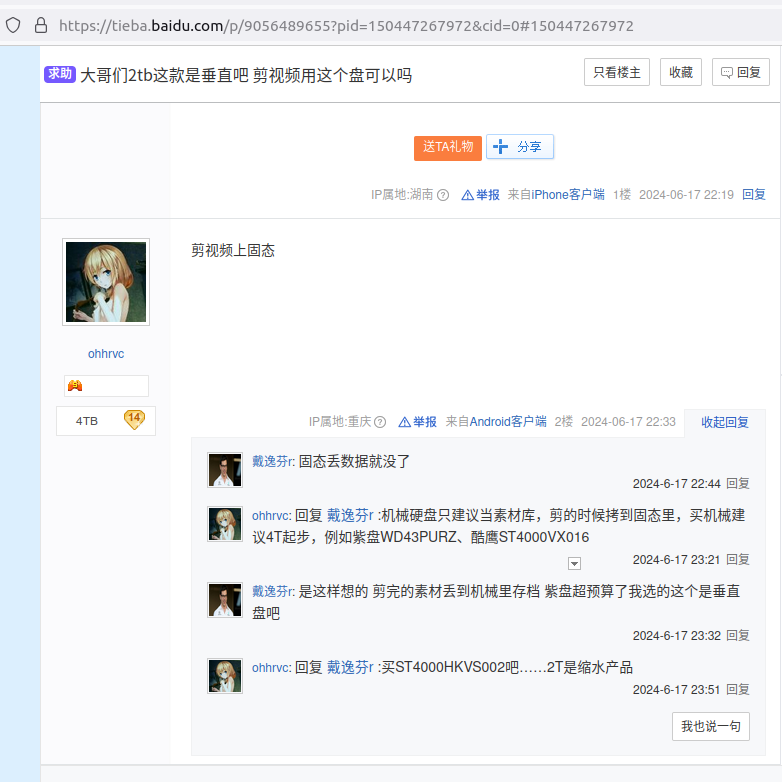 https://tieba.baidu.com/p/9056489655?pid=150447267972&cid=0#150447267972
求助 大哥们2tb这款是垂直吧 剪视频用这个盘可以吗
只看楼主 收藏 回复
送TA礼物 分享
IP属地:湖南 举报 来自iPhone客户端 1楼 2024-06-17 22:19 回复
剪视频上固态
ohhrvc
4TB 14
IP属地:重庆 举报 来自Android客户端 2楼 2024-06-17 22:33 收起回复
戴逸芬r: 固态丢数据就没了
2024-6-17 22:44 回复
ohhrvc: 回复 戴逸芬r :机械硬盘只建议当素材库，剪的时候拷到固态里，买机械建
议4T起步，例如紫盘WD43PURZ、酷鹰ST4000VX016
2024-6-17 23:21 回复
戴逸芬r: 是这样想的 剪完的素材丢到机械里存档 紫盘超预算了我选的这个是垂直
盘吧
2024-6-17 23:32 回复
ohhrvc: 回复 戴逸芬r :买ST4000HKVS002吧……2T是缩水产品
2024-6-17 23:51 回复
我也说一句